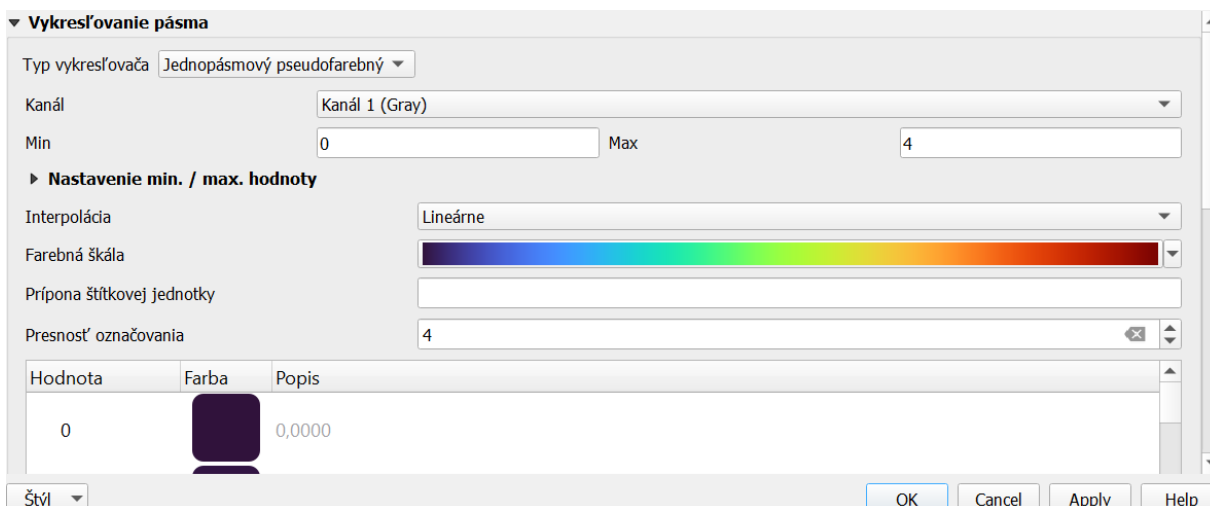 Vykresľovanie pásma
Typ vykresľovača Jednopásmový pseudofarebný
Kanál Kanál 1 (Gray)
Min 0 Max 4
Nastavenie min. / max. hodnoty
Interpolácia Lineárne
Farebná škála
Prípona štítkovej jednotky
Presnosť označovania 4
Hodnota Farba Popis
0 0,0000
Štýl OK Cancel Apply Help